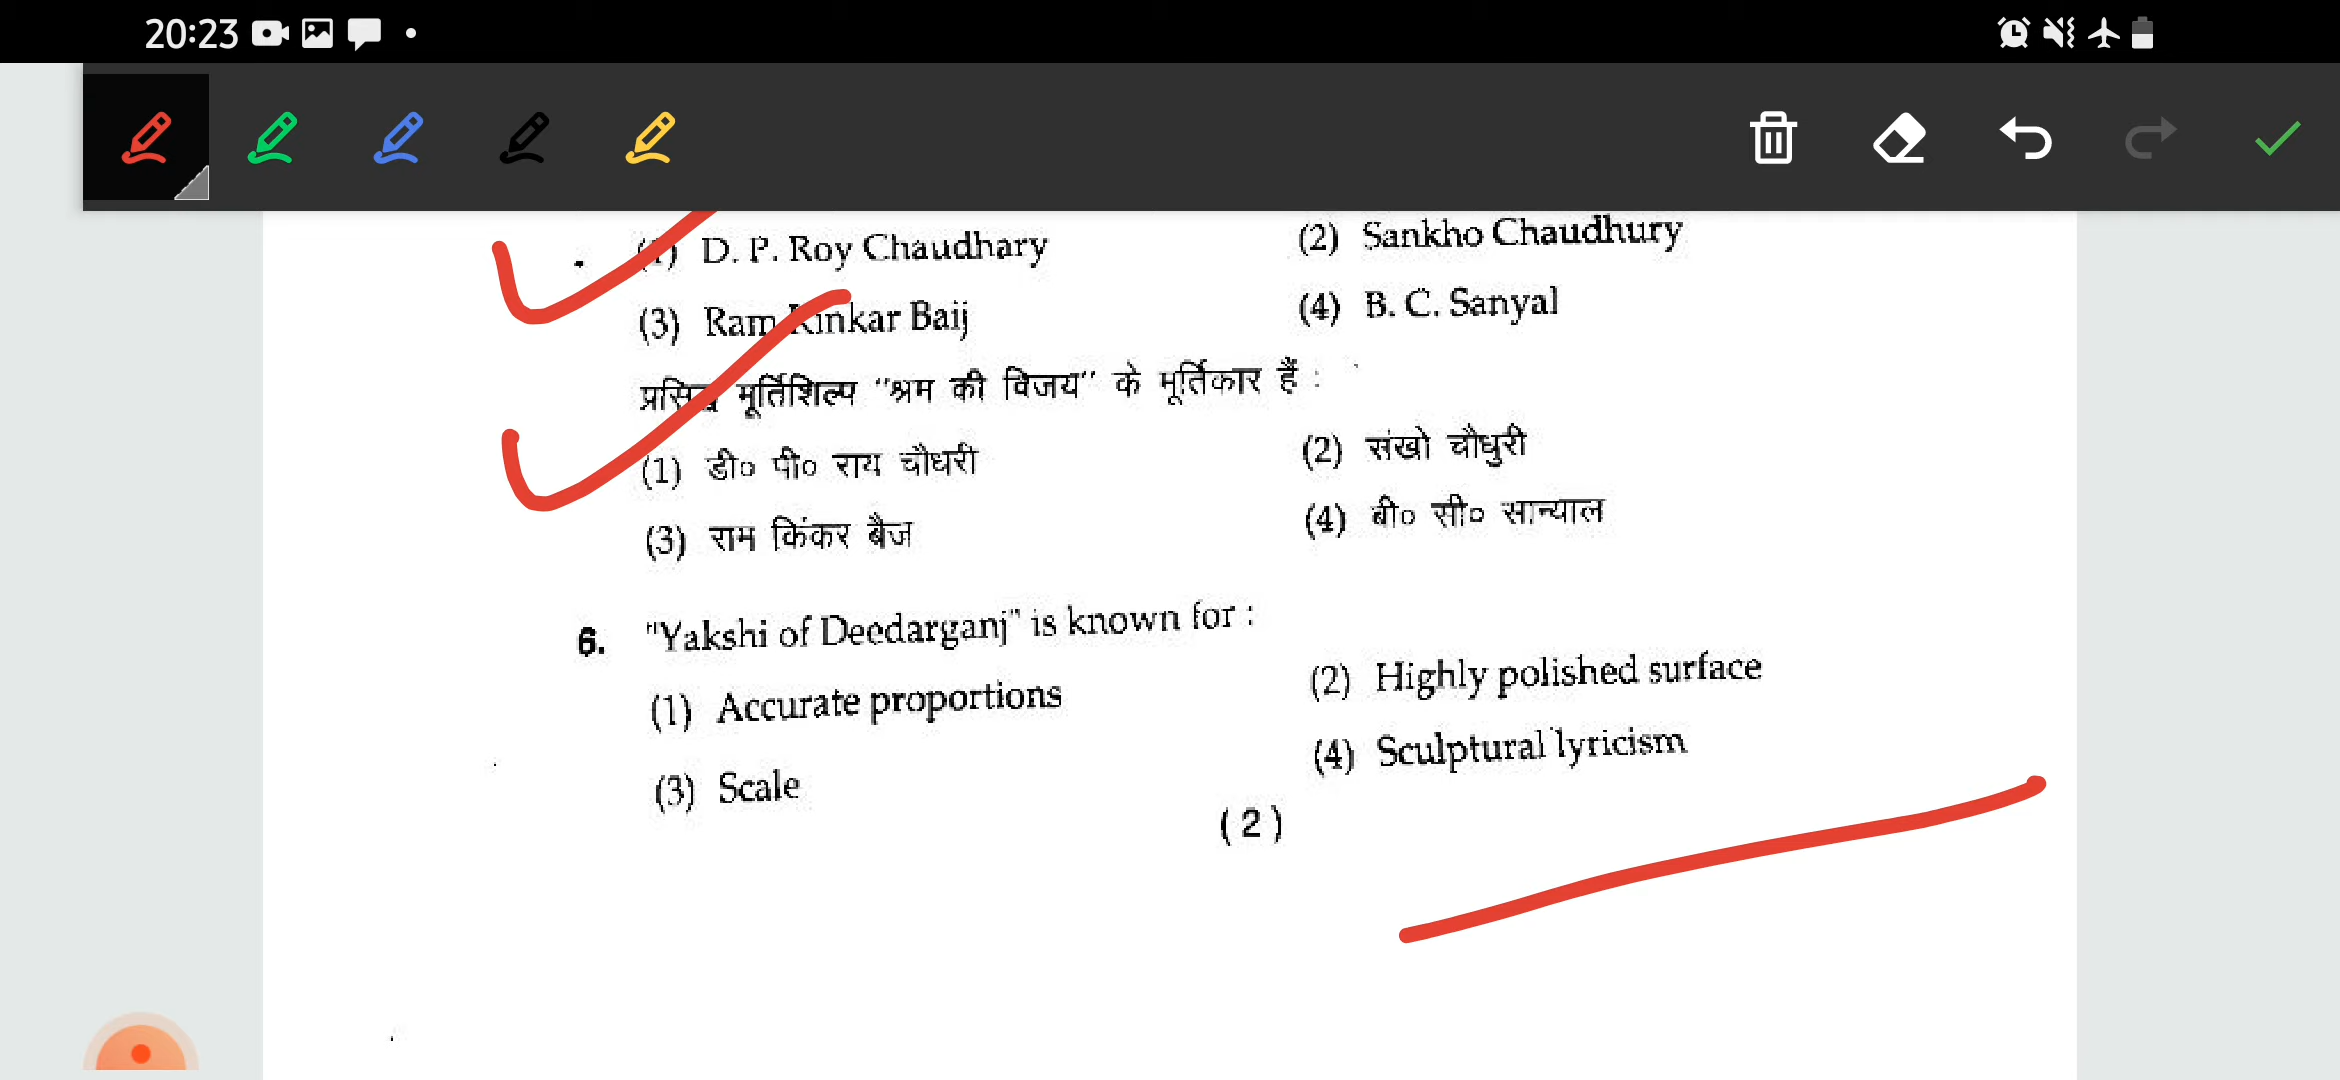 20:23
(1) D. P. Roy Chaudhary (2) Sankho Chaudhury
(3) Ram Kinkar Baij (4) B. C. Sanyal
प्रसिद्ध मूर्तिशिल्प "श्रम की विजय" के मूर्तिकार हैं :
(1) डी० पी० राय चौधरी (2) संखो चौधुरी
(3) राम किंकर बैज (4) बी० सी० सान्याल
6. "Yakshi of Deedarganj" is known for :
(1) Accurate proportions (2) Highly polished surface
(3) Scale (4) Sculptural lyricism
( 2 )